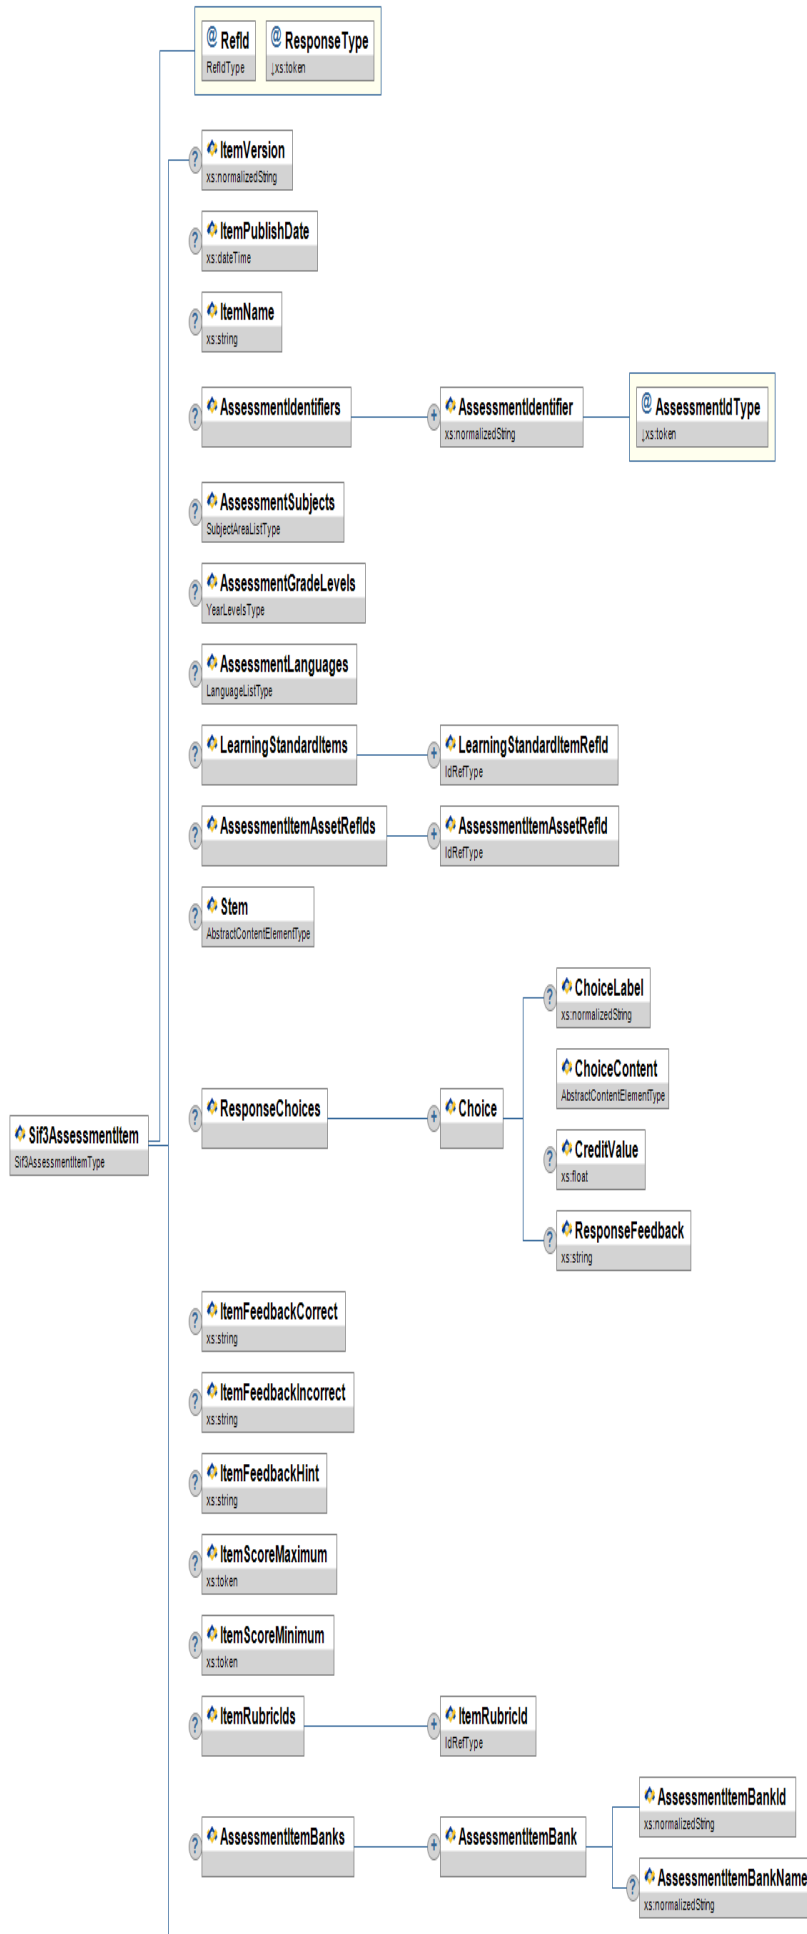 @ RefId
RefIdType
@ ResponseType
↓xs:token
? ItemVersion
xs:normalizedString
? ItemPublishDate
xs:dateTime
? ItemName
xs:string
? AssessmentIdentifiers
+ AssessmentIdentifier
xs:normalizedString
@ AssessmentIdType
↓xs:token
? AssessmentSubjects
SubjectAreaListType
? AssessmentGradeLevels
YearLevelsType
? AssessmentLanguages
LanguageListType
? LearningStandardItems
+ LearningStandardItemRefId
IdRefType
? AssessmentItemAssetRefIds
+ AssessmentItemAssetRefId
IdRefType
? Stem
AbstractContentElementType
Sif3AssessmentItem
Sif3AssessmentItemType
? ResponseChoices
+ Choice
? ChoiceLabel
xs:normalizedString
ChoiceContent
AbstractContentElementType
? CreditValue
xs:float
? ResponseFeedback
xs:string
? ItemFeedbackCorrect
xs:string
? ItemFeedbackIncorrect
xs:string
? ItemFeedbackHint
xs:string
? ItemScoreMaximum
xs:token
? ItemScoreMinimum
xs:token
? ItemRubricIds
+ ItemRubricId
IdRefType
? AssessmentItemBanks
+ AssessmentItemBank
AssessmentItemBankId
xs:normalizedString
? AssessmentItemBankName
xs:normalizedString